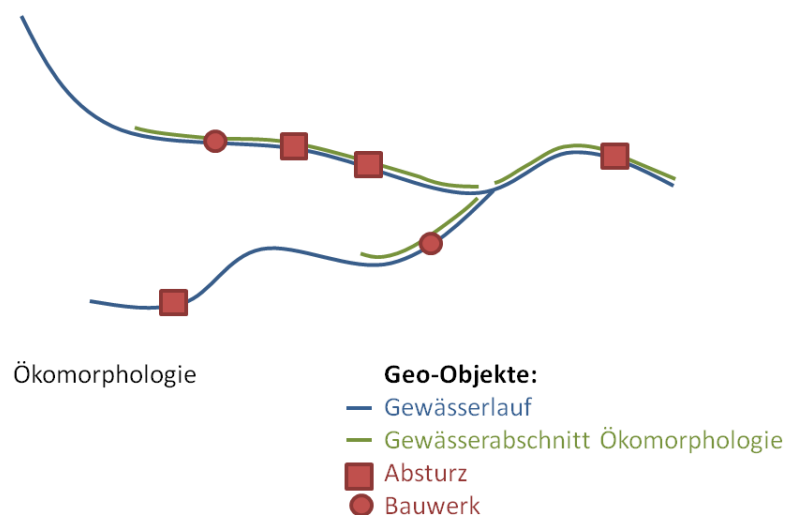 Ökomorphologie
Geo-Objekte:
Gewässerlauf
Gewässerabschnitt Ökomorphologie
Absturz
Bauwerk